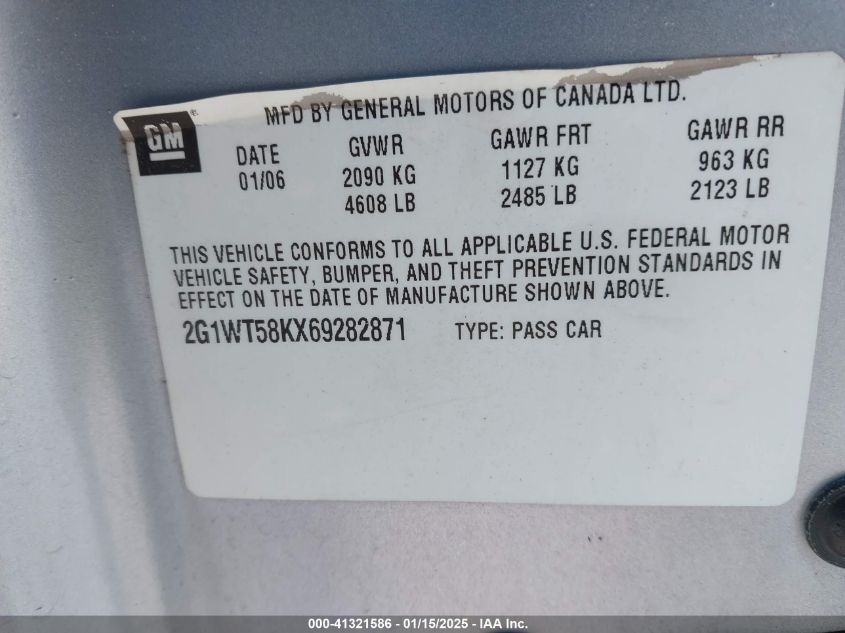 MFD BY GENERAL MOTORS OF CANADA LTD.
GM
DATE GVWR GAWR FRT GAWR RR
01/06 2090 KG 1127 KG 963 KG
4608 LB 2485 LB 2123 LB
THIS VEHICLE CONFORMS TO ALL APPLICABLE U.S. FEDERAL MOTOR
VEHICLE SAFETY, BUMPER, AND THEFT PREVENTION STANDARDS IN
EFFECT ON THE DATE OF MANUFACTURE SHOWN ABOVE.
2G1WT58KX69282871 TYPE: PASS CAR
000-41321586 - 01/15/2025 - IAA Inc.